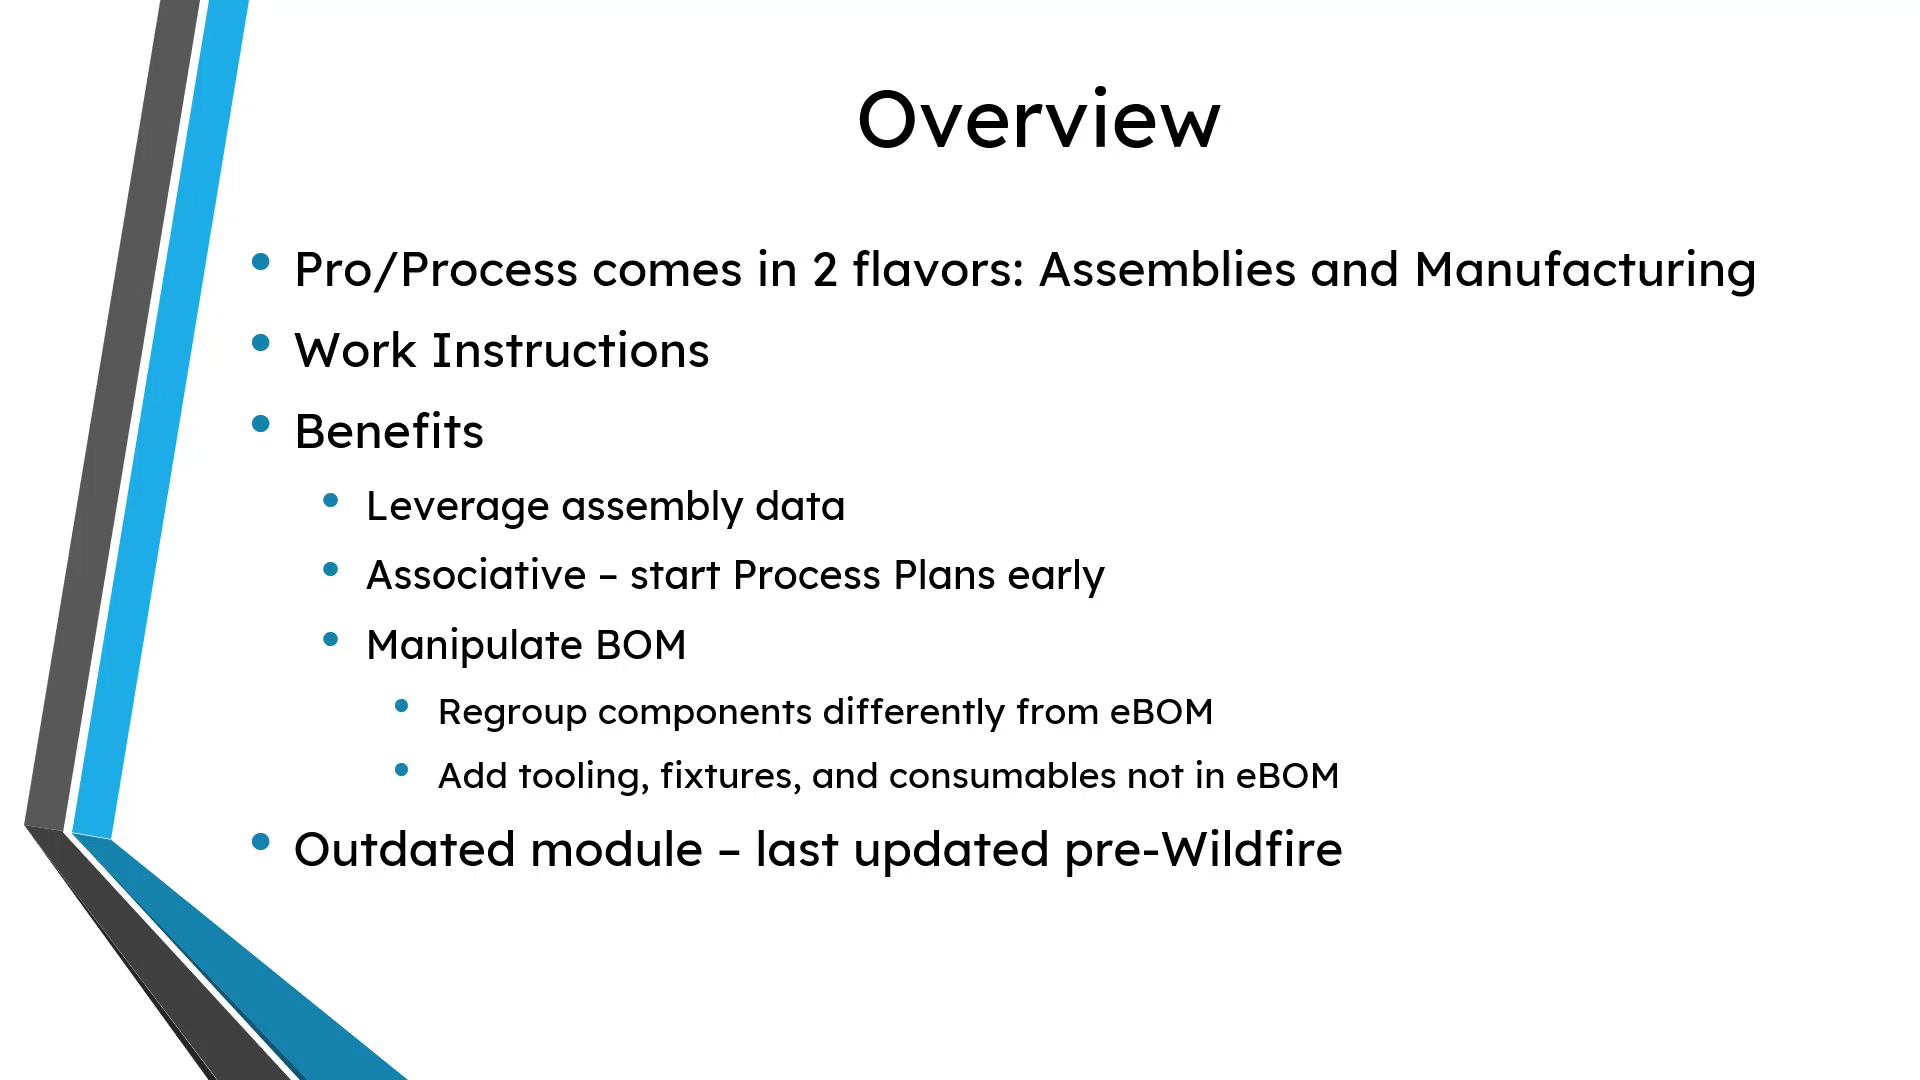 Overview
• Pro/Process comes in 2 flavors: Assemblies and Manufacturing
• Work Instructions
• Benefits
• Leverage assembly data
• Associative – start Process Plans early
• Manipulate BOM
• Regroup components differently from eBOM
• Add tooling, fixtures, and consumables not in eBOM
• Outdated module – last updated pre-Wildfire